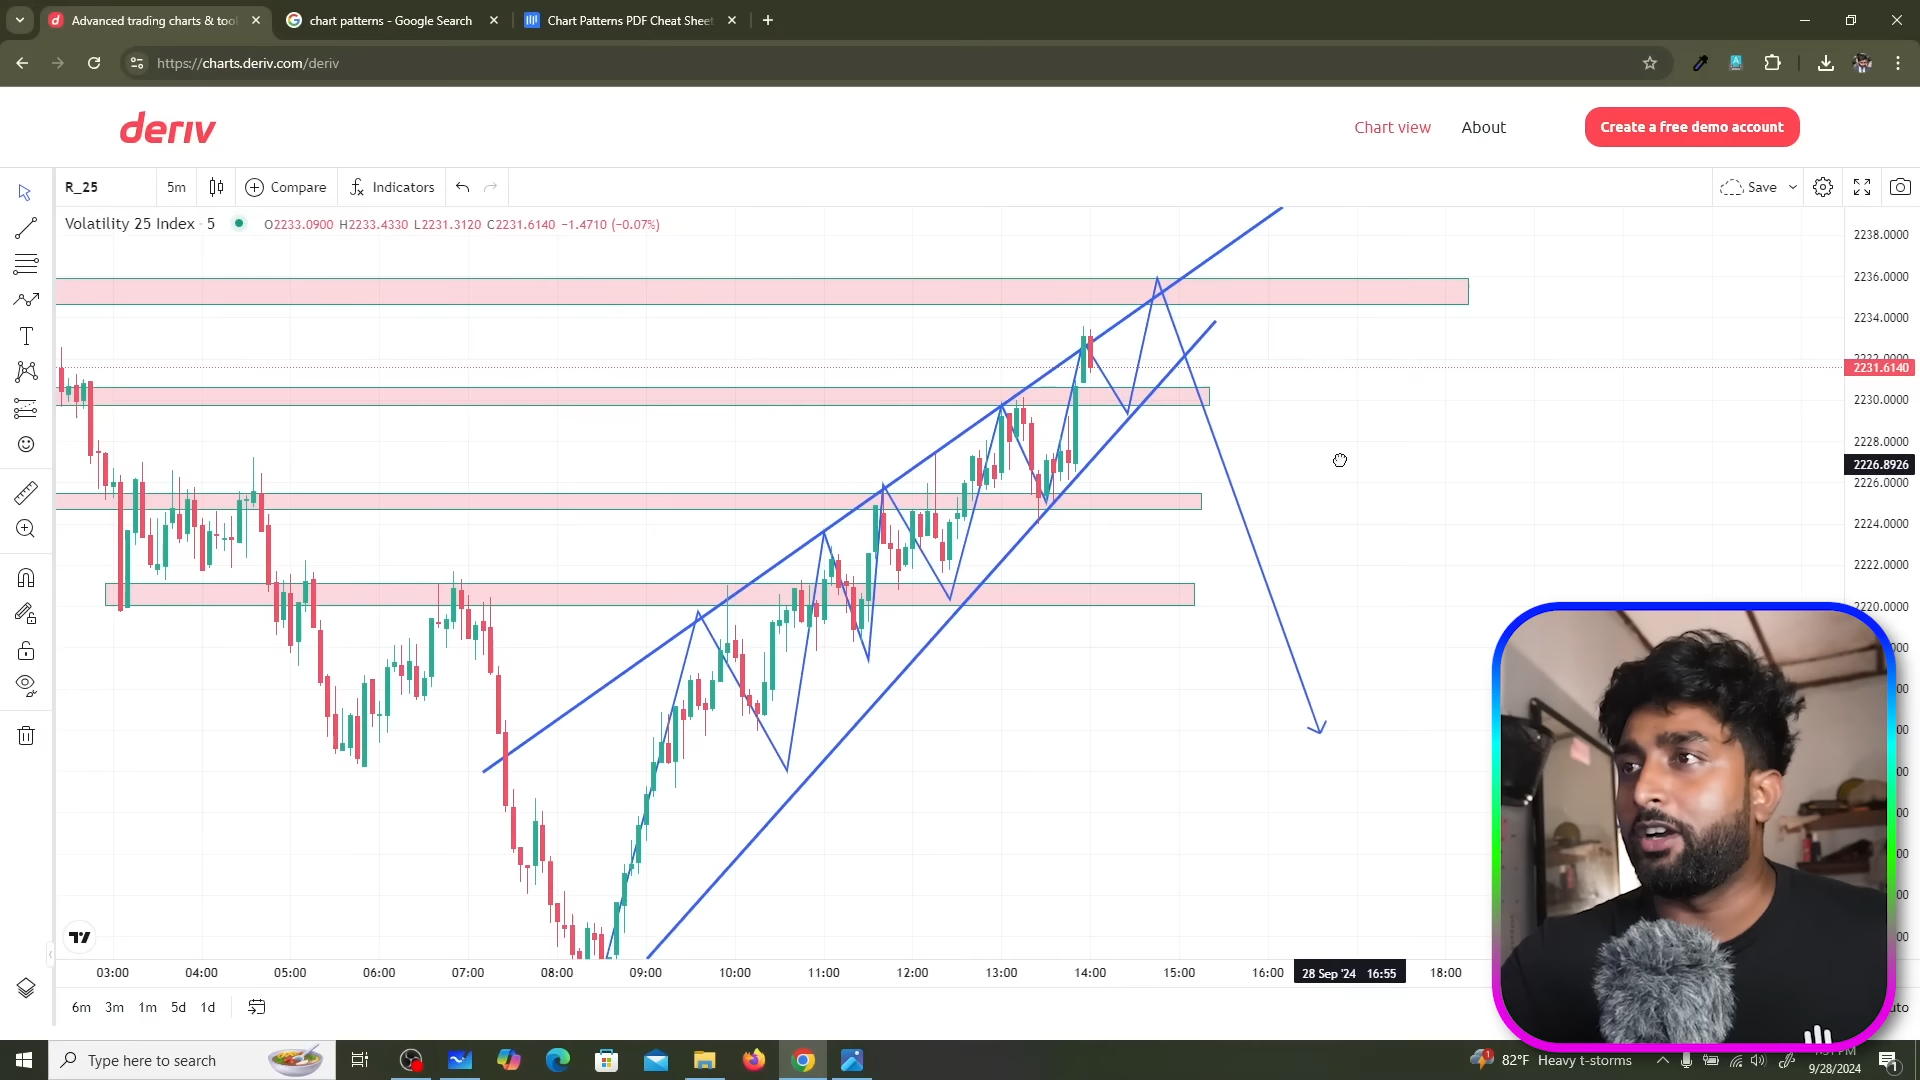 Advanced trading charts & tool
chart patterns - Google Search
Chart Patterns PDF Cheat Sheet
https://charts.deriv.com/deriv
deriv
Chart view
About
Create a free demo account
R_25
5m
Compare
Indicators
Save
Volatility 25 Index · 5
O2233.0900 H2233.4330 L2231.3120 C2231.6140 −1.4710 (−0.07%)
2238.0000
2236.0000
2234.0000
2232.0000
2231.6140
2230.0000
2228.0000
2226.8926
2226.0000
2224.0000
2222.0000
2220.0000
03:00
04:00
05:00
06:00
07:00
08:00
09:00
10:00
11:00
12:00
13:00
14:00
15:00
16:00
28 Sep '24 16:55
18:00
6m
3m
1m
5d
1d
Type here to search
82°F Heavy t-storms
9/28/2024